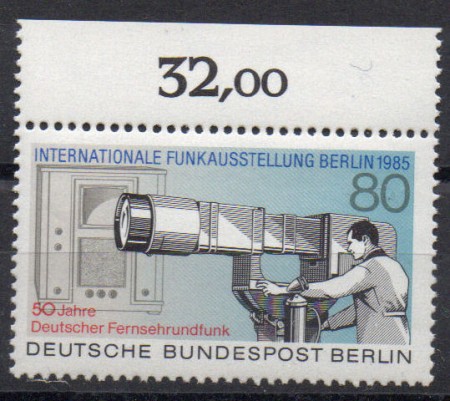 32,00
INTERNATIONALE FUNKAUSSTELLUNG BERLIN 1985
80
50 Jahre
Deutscher Fernsehrundfunk
DEUTSCHE BUNDESPOST BERLIN